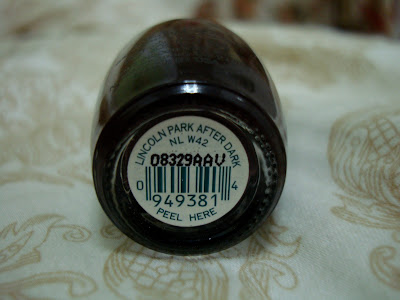 LINCOLN PARK AFTER DARK
NL W42
08329AAV
0 949381 4
PEEL HERE